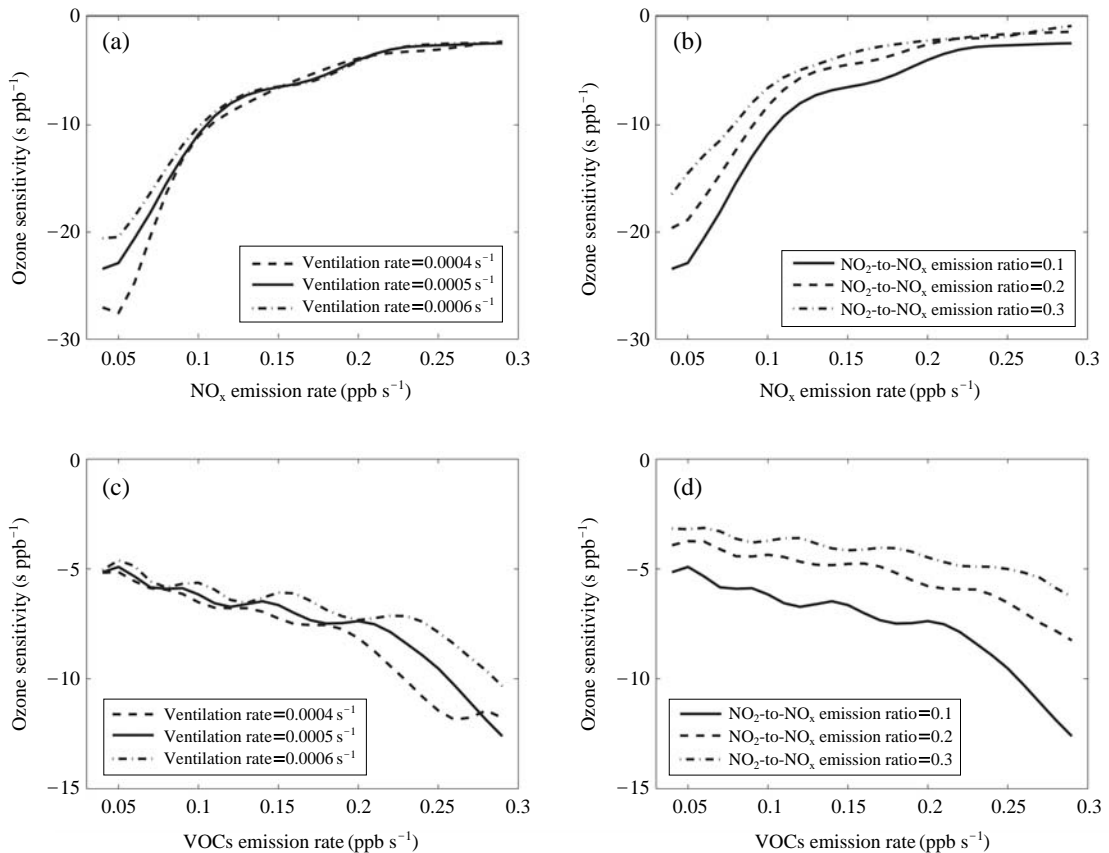 (a)
0
−10
−20
−30
Ozone sensitivity (s ppb⁻¹)
Ventilation rate=0.0004 s⁻¹
Ventilation rate=0.0005 s⁻¹
Ventilation rate=0.0006 s⁻¹
0.05 0.1 0.15 0.2 0.25 0.3
NOₓ emission rate (ppb s⁻¹)
(b)
0
−10
−20
−30
Ozone sensitivity (s ppb⁻¹)
NO₂-to-NOₓ emission ratio=0.1
NO₂-to-NOₓ emission ratio=0.2
NO₂-to-NOₓ emission ratio=0.3
0.05 0.1 0.15 0.2 0.25 0.3
NOₓ emission rate (ppb s⁻¹)
(c)
0
−5
−10
−15
Ozone sensitivity (s ppb⁻¹)
Ventilation rate=0.0004 s⁻¹
Ventilation rate=0.0005 s⁻¹
Ventilation rate=0.0006 s⁻¹
0.05 0.1 0.15 0.2 0.25 0.3
VOCs emission rate (ppb s⁻¹)
(d)
0
−5
−10
−15
Ozone sensitivity (s ppb⁻¹)
NO₂-to-NOₓ emission ratio=0.1
NO₂-to-NOₓ emission ratio=0.2
NO₂-to-NOₓ emission ratio=0.3
0.05 0.1 0.15 0.2 0.25 0.3
VOCs emission rate (ppb s⁻¹)